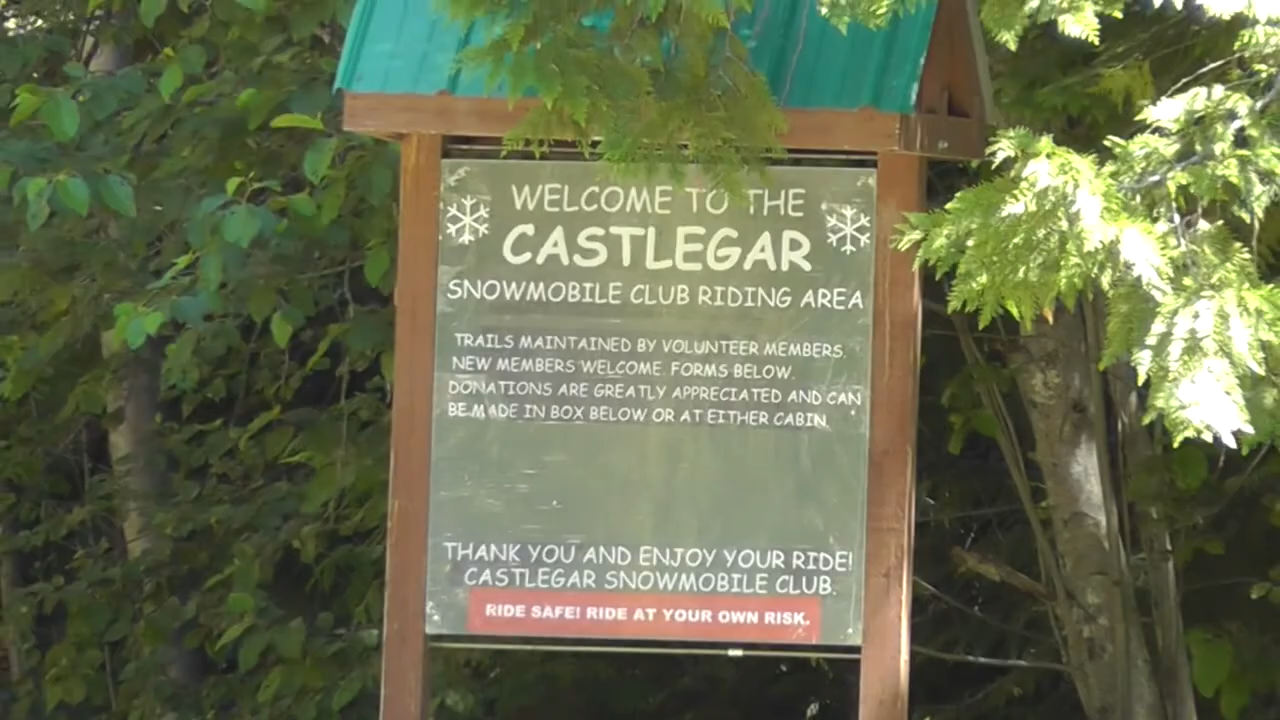 WELCOME TO THE
CASTLEGAR
SNOWMOBILE CLUB RIDING AREA
TRAILS MAINTAINED BY VOLUNTEER MEMBERS.
NEW MEMBERS WELCOME. FORMS BELOW.
DONATIONS ARE GREATLY APPRECIATED AND CAN
BE MADE IN BOX BELOW OR AT EITHER CABIN.
THANK YOU AND ENJOY YOUR RIDE!
CASTLEGAR SNOWMOBILE CLUB.
RIDE SAFE! RIDE AT YOUR OWN RISK.